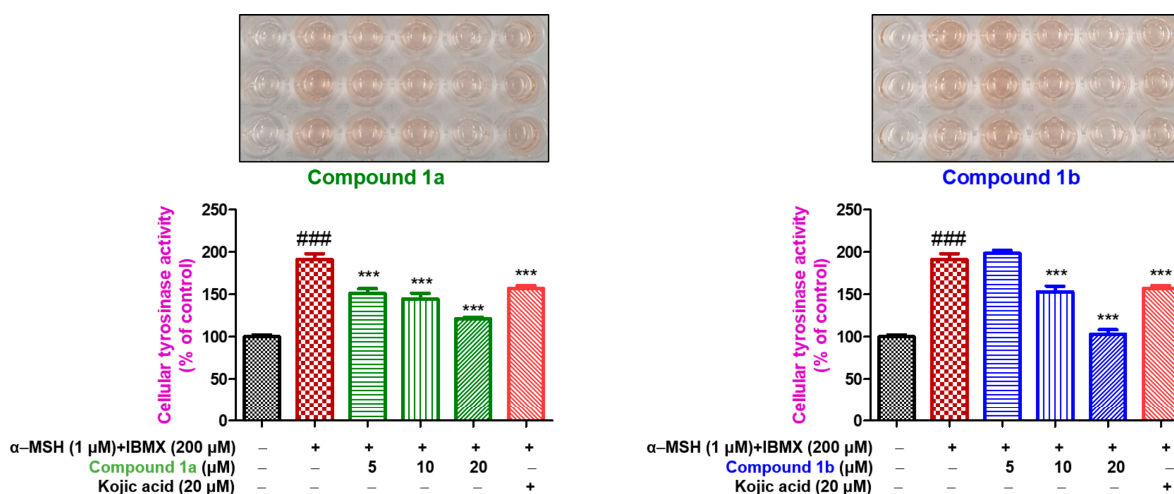 Compound 1a
Cellular tyrosinase activity
(% of control)
250
200
150
100
50
0
###
***
***
***
***
α–MSH (1 µM)+IBMX (200 µM) – + + + + +
Compound 1a (µM) – – 5 10 20 –
Kojic acid (20 µM) – – – – – +
Compound 1b
Cellular tyrosinase activity
(% of control)
250
200
150
100
50
0
###
***
***
***
α–MSH (1 µM)+IBMX (200 µM) – + + + + +
Compound 1b (µM) – – 5 10 20 –
Kojic acid (20 µM) – – – – – +